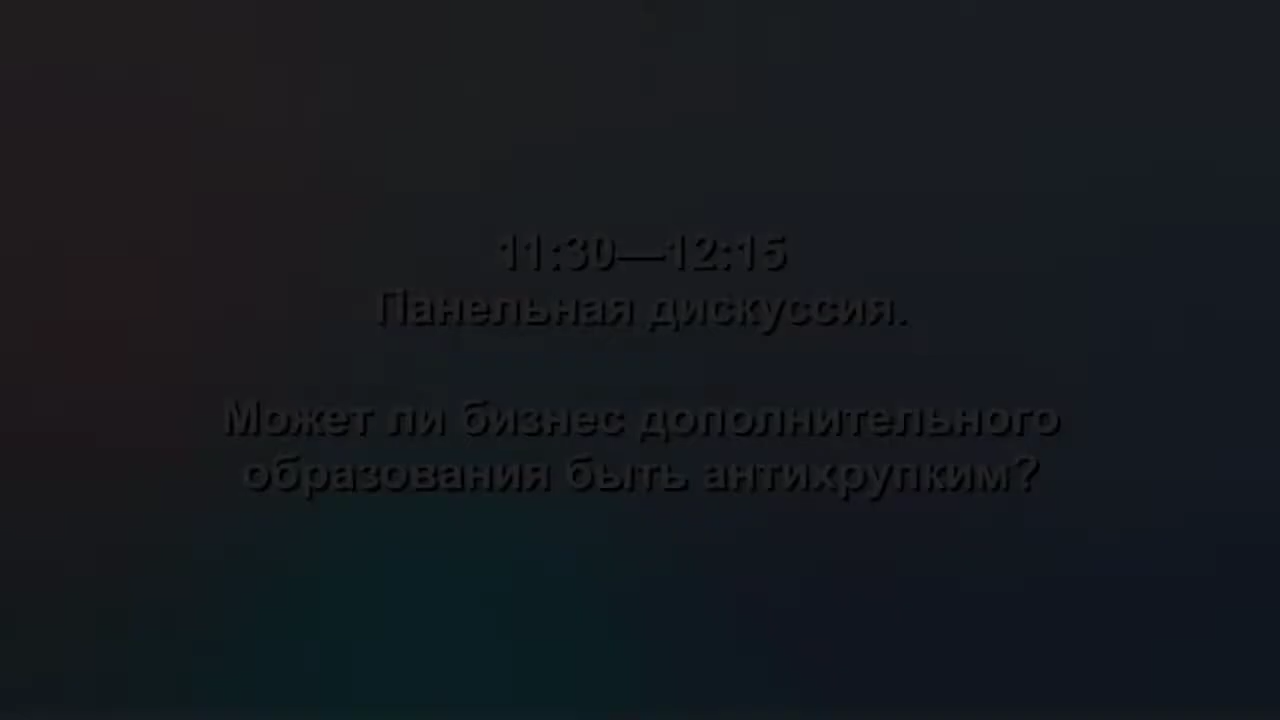 11:30—12:15
Панельная дискуссия.
Может ли бизнес дополнительного
образования быть антихрупким?